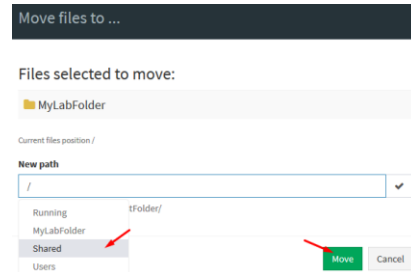 Move files to ...
Files selected to move:
MyLabFolder
Current files position /
New path
/
Running
tFolder/
MyLabFolder
Shared
Users
Move Cancel